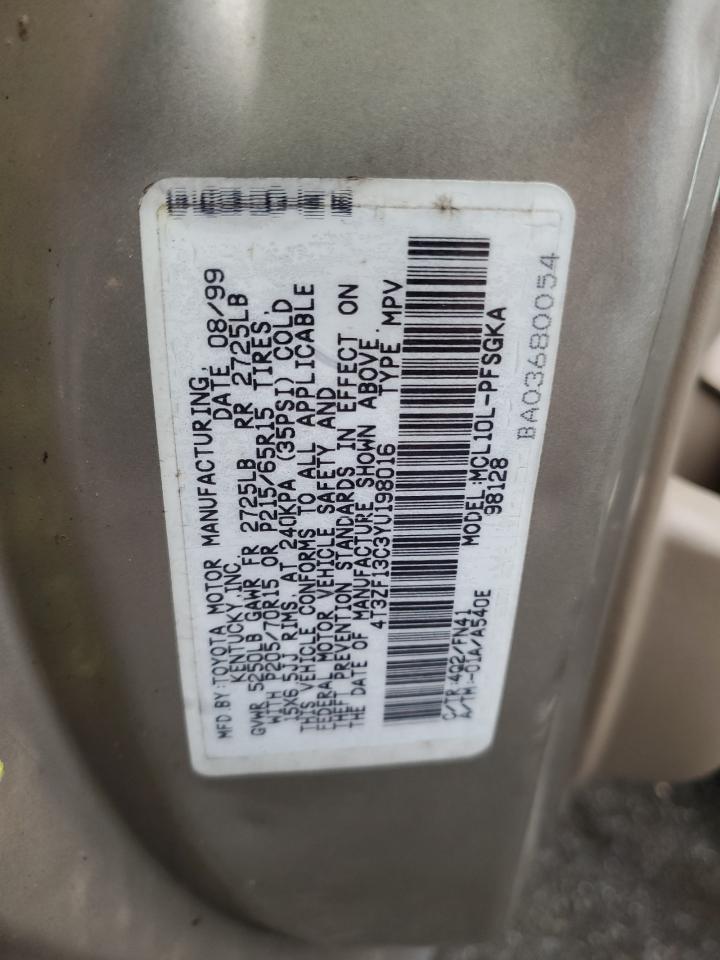 MFD.BY:TOYOTA MOTOR MANUFACTURING,
KENTUCKY,INC. DATE 08/99
GVWR 5250LB GAWR FR 2725LB RR 2725LB
WITH P205/70R15 OR P215/65R15 TIRES,
15X6.5JJ RIMS, AT 240KPA (35PSI) COLD
THIS VEHICLE CONFORMS TO ALL APPLICABLE
FEDERAL MOTOR VEHICLE SAFETY AND
THEFT PREVENTION STANDARDS IN EFFECT ON
THE DATE OF MANUFACTURE SHOWN ABOVE.
4T3ZF13C3YU198016 TYPE MPV
C/TR:4Q2/FN41 MODEL:MCL10L-PFSGKA
A/TM:-01A/A540E 98128
BA03680054